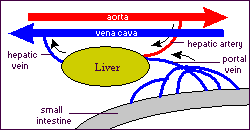 aorta
vena cava
hepatic
vein
hepatic artery
Liver
portal
vein
small
intestine